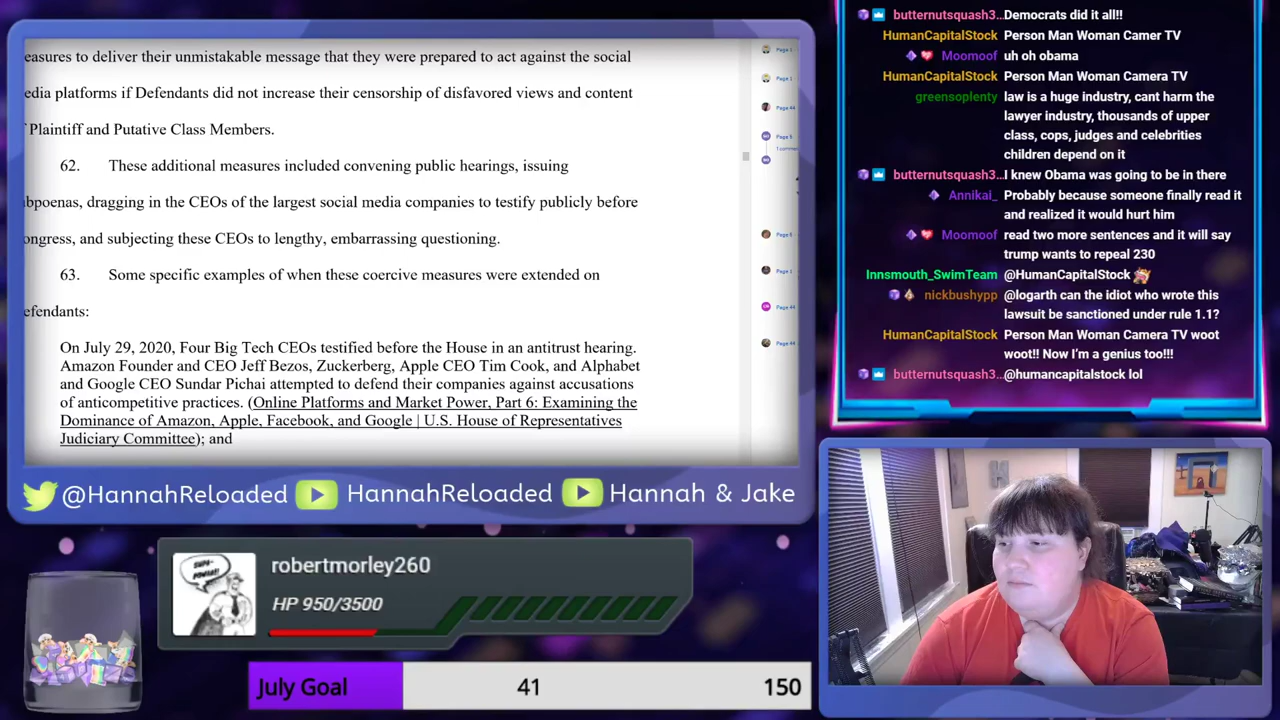 easures to deliver their unmistakable message that they were prepared to act against the social
edia platforms if Defendants did not increase their censorship of disfavored views and content
Plaintiff and Putative Class Members.
62. These additional measures included convening public hearings, issuing
bpoenas, dragging in the CEOs of the largest social media companies to testify publicly before
ongress, and subjecting these CEOs to lengthy, embarrassing questioning.
63. Some specific examples of when these coercive measures were extended on
efendants:
On July 29, 2020, Four Big Tech CEOs testified before the House in an antitrust hearing.
Amazon Founder and CEO Jeff Bezos, Zuckerberg, Apple CEO Tim Cook, and Alphabet
and Google CEO Sundar Pichai attempted to defend their companies against accusations
of anticompetitive practices. (Online Platforms and Market Power, Part 6: Examining the
Dominance of Amazon, Apple, Facebook, and Google | U.S. House of Representatives
Judiciary Committee); and
@HannahReloaded HannahReloaded Hannah & Jake
robertmorley260
HP 950/3500
July Goal 41 150
butternutsquash3... Democrats did it all!!
HumanCapitalStock Person Man Woman Camer TV
Moomoof uh oh obama
HumanCapitalStock Person Man Woman Camera TV
greensoplenty law is a huge industry, cant harm the
lawyer industry, thousands of upper
class, cops, judges and celebrities
children depend on it
butternutsquash3... I knew Obama was going to be in there
Annikai_ Probably because someone finally read it
and realized it would hurt him
Moomoof read two more sentences and it will say
trump wants to repeal 230
Innsmouth_SwimTeam @HumanCapitalStock
nickbushypp @logarth can the idiot who wrote this
lawsuit be sanctioned under rule 1.1?
HumanCapitalStock Person Man Woman Camera TV woot
woot!! Now I'm a genius too!!!
butternutsquash3... @humancapitalstock lol